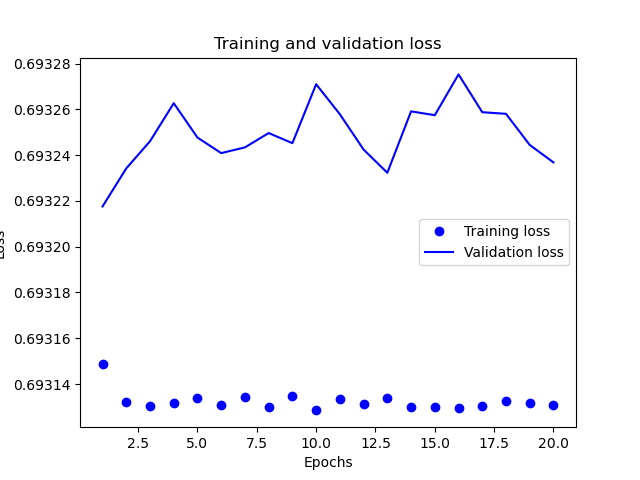 Training and validation loss
0.69328
0.69326
0.69324
0.69322
0.69320
0.69318
0.69316
0.69314
Loss
Training loss
Validation loss
2.5 5.0 7.5 10.0 12.5 15.0 17.5 20.0
Epochs